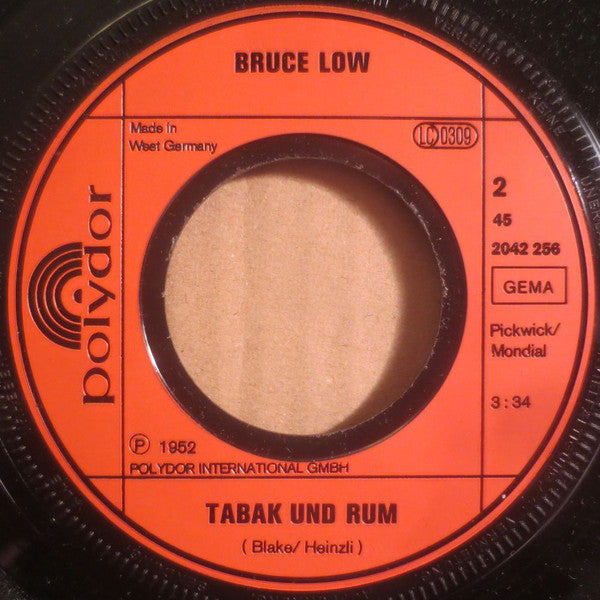 BRUCE LOW
Made in
West Germany
LC 0309
2
45
2042 256
GEMA
Pickwick/
Mondial
3:34
polydor
Ⓟ 1952
POLYDOR INTERNATIONAL GMBH
TABAK UND RUM
( Blake/ Heinzli )